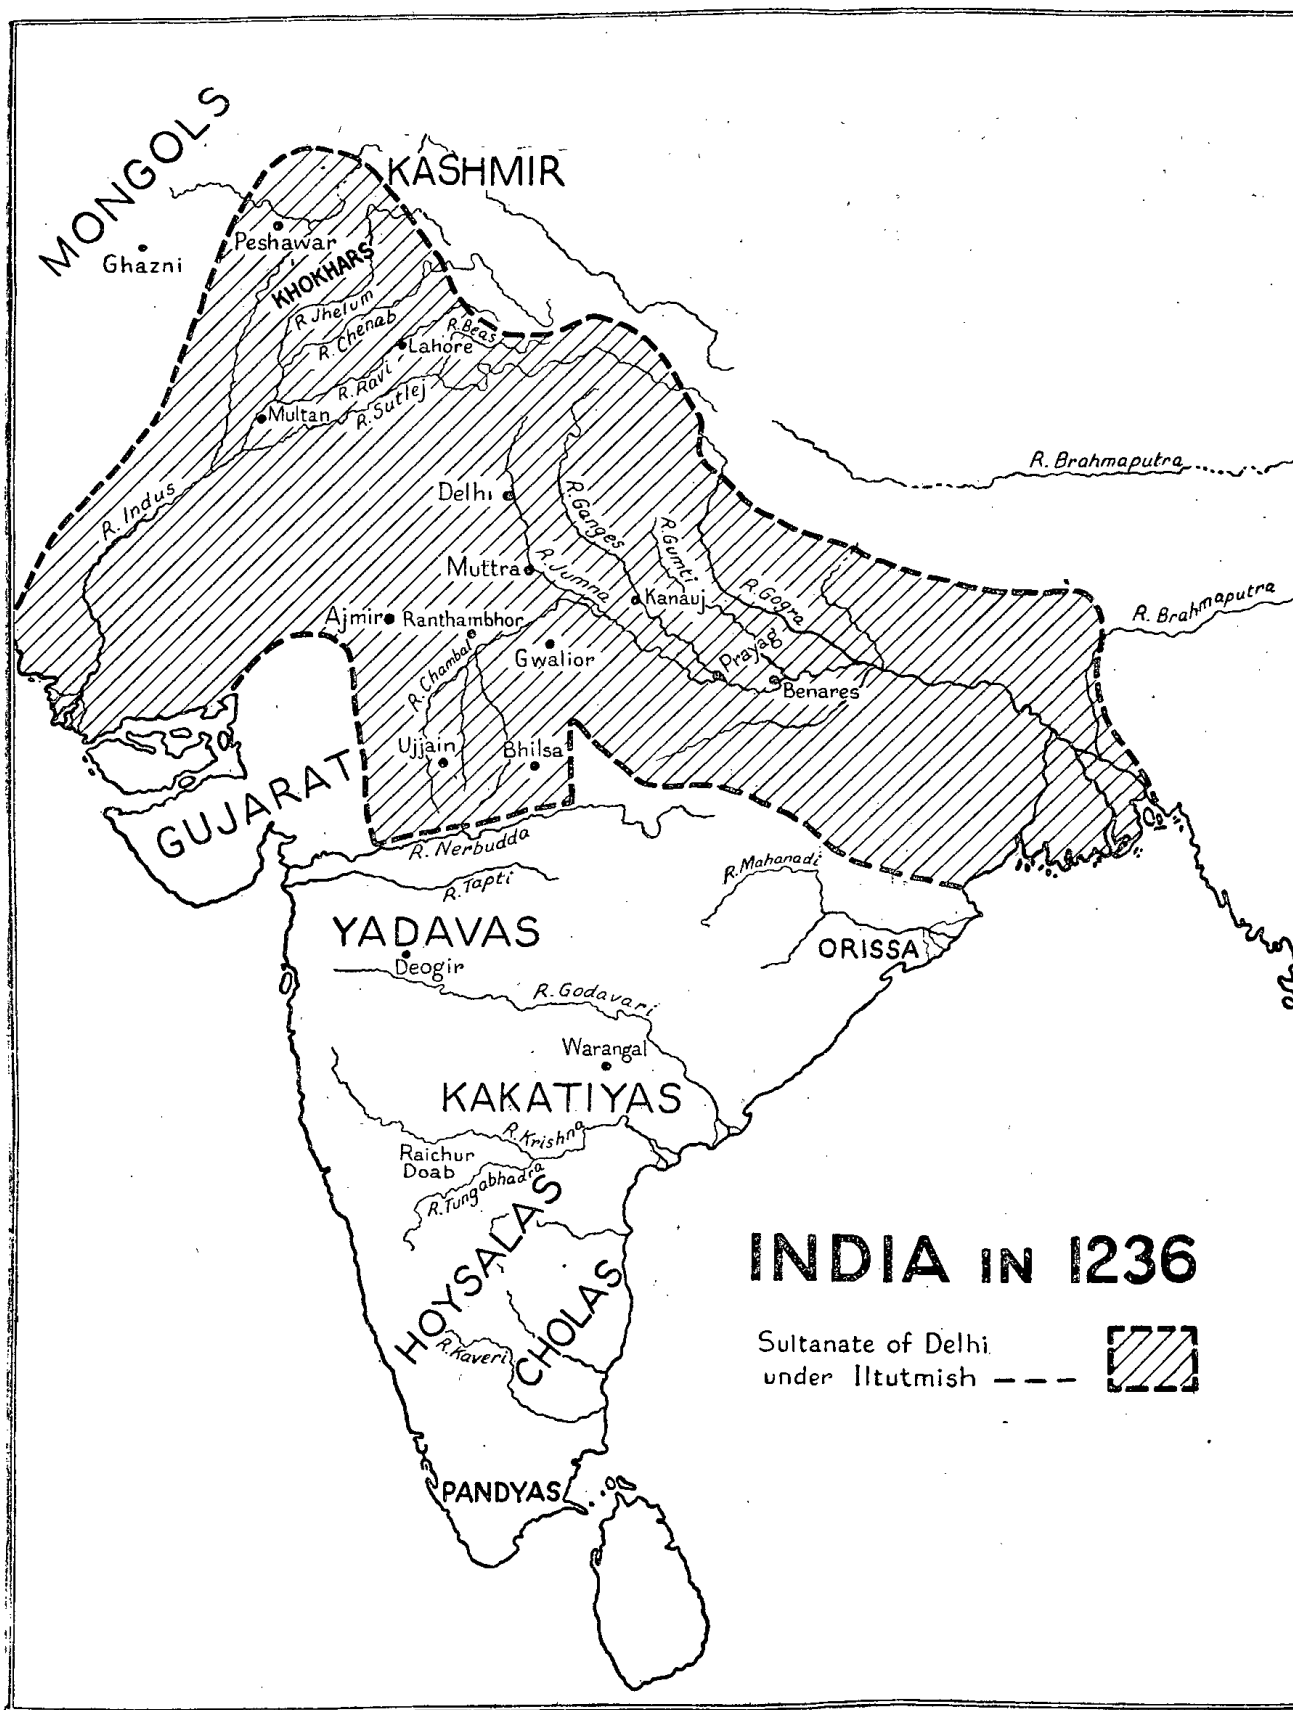 MONGOLS
KASHMIR
Ghazni
Peshawar
KHOKHARS
R Jhelum
R. Chenab
R. Beas
Lahore
R. Ravi
R. Sutlej
Multan
R. Indus
Delhi
R. Ganges
R. Gumti
R. Brahmaputra
Muttra
R. Jumna
Kanauj
R. Gogra
R. Brahmaputra
Ajmir
Ranthambhor
Gwalior
Prayag
Benares
R. Chambal
Ujjain
Bhilsa
GUJARAT
R. Nerbudda
R. Tapti
R. Mahanadi
YADAVAS
Deogir
ORISSA
R. Godavari
Warangal
KAKATIYAS
R. Krishna
Raichur
Doab
R. Tungabhadra
HOYSALAS
CHOLAS
R. Kaveri
PANDYAS
INDIA IN 1236
Sultanate of Delhi
under Iltutmish